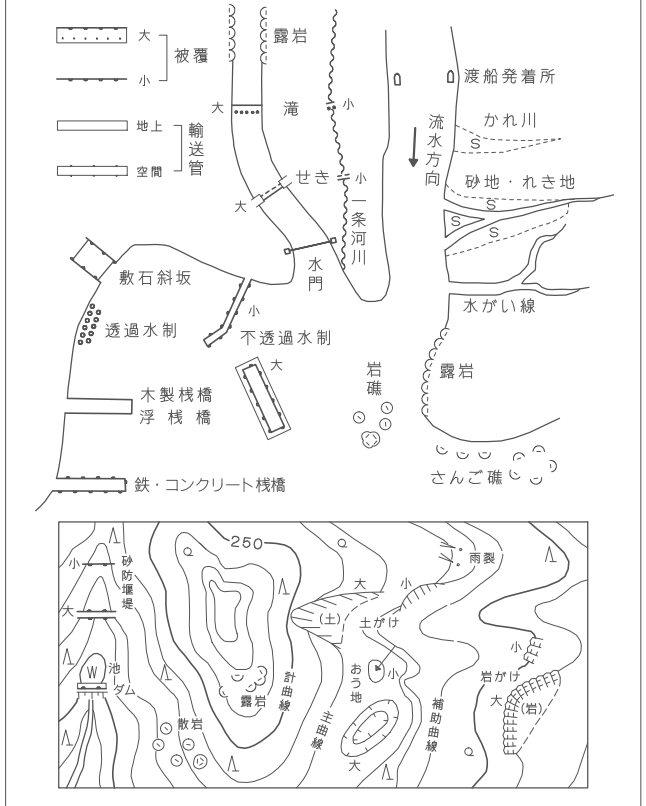 大
被覆
小
地上
輸送管
空間
露岩
大
滝
小
せき
小
大
一条河川
水門
流水方向
渡船発着所
かれ川
S
砂地・れき地
S
S
S
水がい線
敷石斜坂
透過水制
小
不透過水制
大
岩礁
露岩
木製桟橋
浮桟橋
さんご礁
鉄・コンクリート桟橋
小
砂防堰堤
大
W
池
ダム
散岩
250
露岩
計曲線
主曲線
大
小
(土)
土がけ
雨裂
おう地
小
大
補助曲線
小
岩がけ
大
(岩)